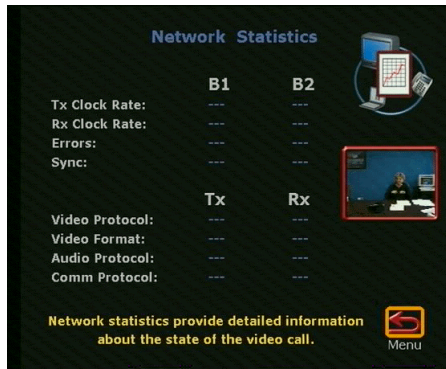 Network Statistics
B1 B2
Tx Clock Rate: --- ---
Rx Clock Rate: --- ---
Errors: --- ---
Sync: --- ---
Tx Rx
Video Protocol: --- ---
Video Format: --- ---
Audio Protocol: --- ---
Comm Protocol: --- ---
Network statistics provide detailed information
about the state of the video call.
Menu